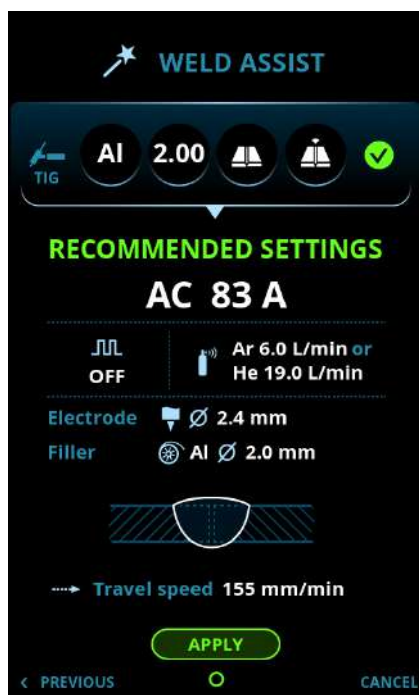 WELD ASSIST
TIG
Al
2.00
RECOMMENDED SETTINGS
AC 83 A
OFF
Ar 6.0 L/min or
He 19.0 L/min
Electrode Ø 2.4 mm
Filler Al Ø 2.0 mm
Travel speed 155 mm/min
APPLY
< PREVIOUS
CANCEL